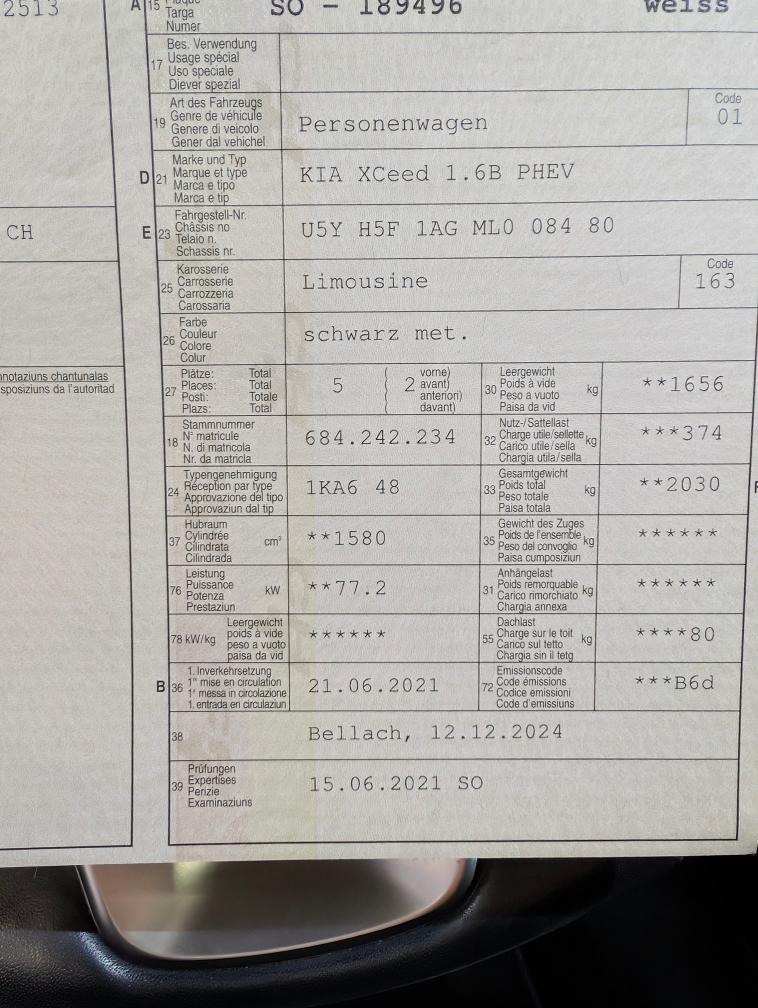 2513
A 15 Plaque
Targa
Numer
SO - 189496 weiss
17 Bes. Verwendung
Usage spécial
Uso speciale
Diever spezial
19 Art des Fahrzeugs
Genre de véhicule
Genere di veicolo
Gener dal vehichel
Personenwagen
Code
01
D 21 Marke und Typ
Marque et type
Marca e tipo
Marca e tip
KIA XCeed 1.6B PHEV
CH
E 23 Fahrgestell-Nr.
Châssis no
Telaio n.
Schassis nr.
U5Y H5F 1AG ML0 084 80
25 Karosserie
Carrosserie
Carrozzeria
Carossaria
Limousine
Code
163
26 Farbe
Couleur
Colore
Colur
schwarz met.
nnotaziuns chantunalas
sposiziuns da l'autoritad
27 Plätze: Total
Places: Total
Posti: Totale
Plazs: Total
5 ( 2 vorne)
avant)
anteriori)
davant)
30 Leergewicht
Poids à vide kg
Peso a vuoto
Paisa da vid
**1656
18 Stammnummer
N° matricule
N. di matricola
Nr. da matricla
684.242.234
32 Nutz-/Sattellast
Charge utile/sellette kg
Carico utile/sella
Chargia utila/sella
***374
24 Typengenehmigung
Réception par type
Approvazione del tipo
Approvaziun dal tip
1KA6 48
33 Gesamtgewicht
Poids total kg
Peso totale
Paisa totala
**2030
37 Hubraum
Cylindrée cm³
Cilindrata
Cilindrada
**1580
35 Gewicht des Zuges
Poids de l'ensemble kg
Peso del convoglio
Paisa cumposiziun
******
76 Leistung
Puissance kW
Potenza
Prestaziun
**77.2
31 Anhängelast
Poids remorquable kg
Carico rimorchiato
Chargia annexa
******
78 kW/kg Leergewicht
poids à vide
peso a vuoto
paisa da vid
******
55 Dachlast
Charge sur le toit kg
Carico sul tetto
Chargia sin il tetg
****80
B 36 1. Inverkehrsetzung
1re mise en circulation
1a messa in circolazione
1. entrada en circulaziun
21.06.2021
72 Emissionscode
Code émissions
Codice emissioni
Code d'emissiuns
***B6d
38 Bellach, 12.12.2024
39 Prüfungen
Expertises
Perizie
Examinaziuns
15.06.2021 SO